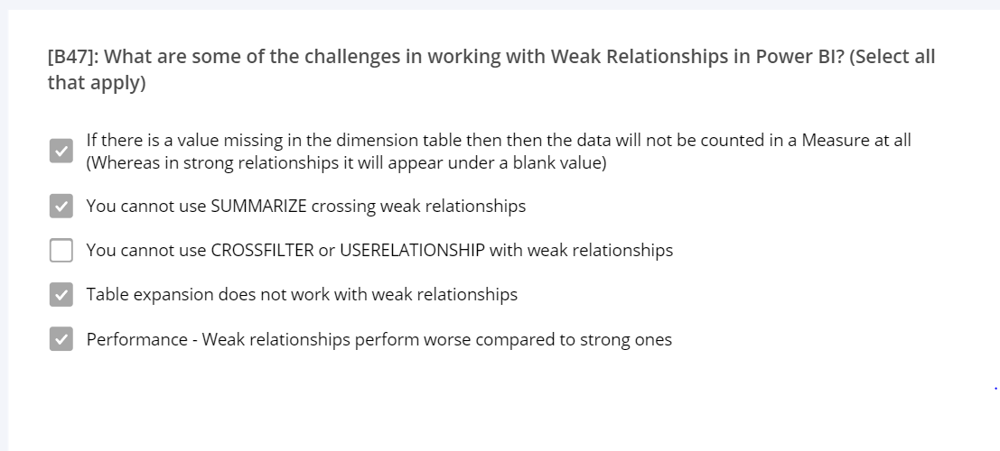 [B47]: What are some of the challenges in working with Weak Relationships in Power BI? (Select all
that apply)
If there is a value missing in the dimension table then then the data will not be counted in a Measure at all
(Whereas in strong relationships it will appear under a blank value)
You cannot use SUMMARIZE crossing weak relationships
You cannot use CROSSFILTER or USERELATIONSHIP with weak relationships
Table expansion does not work with weak relationships
Performance - Weak relationships perform worse compared to strong ones